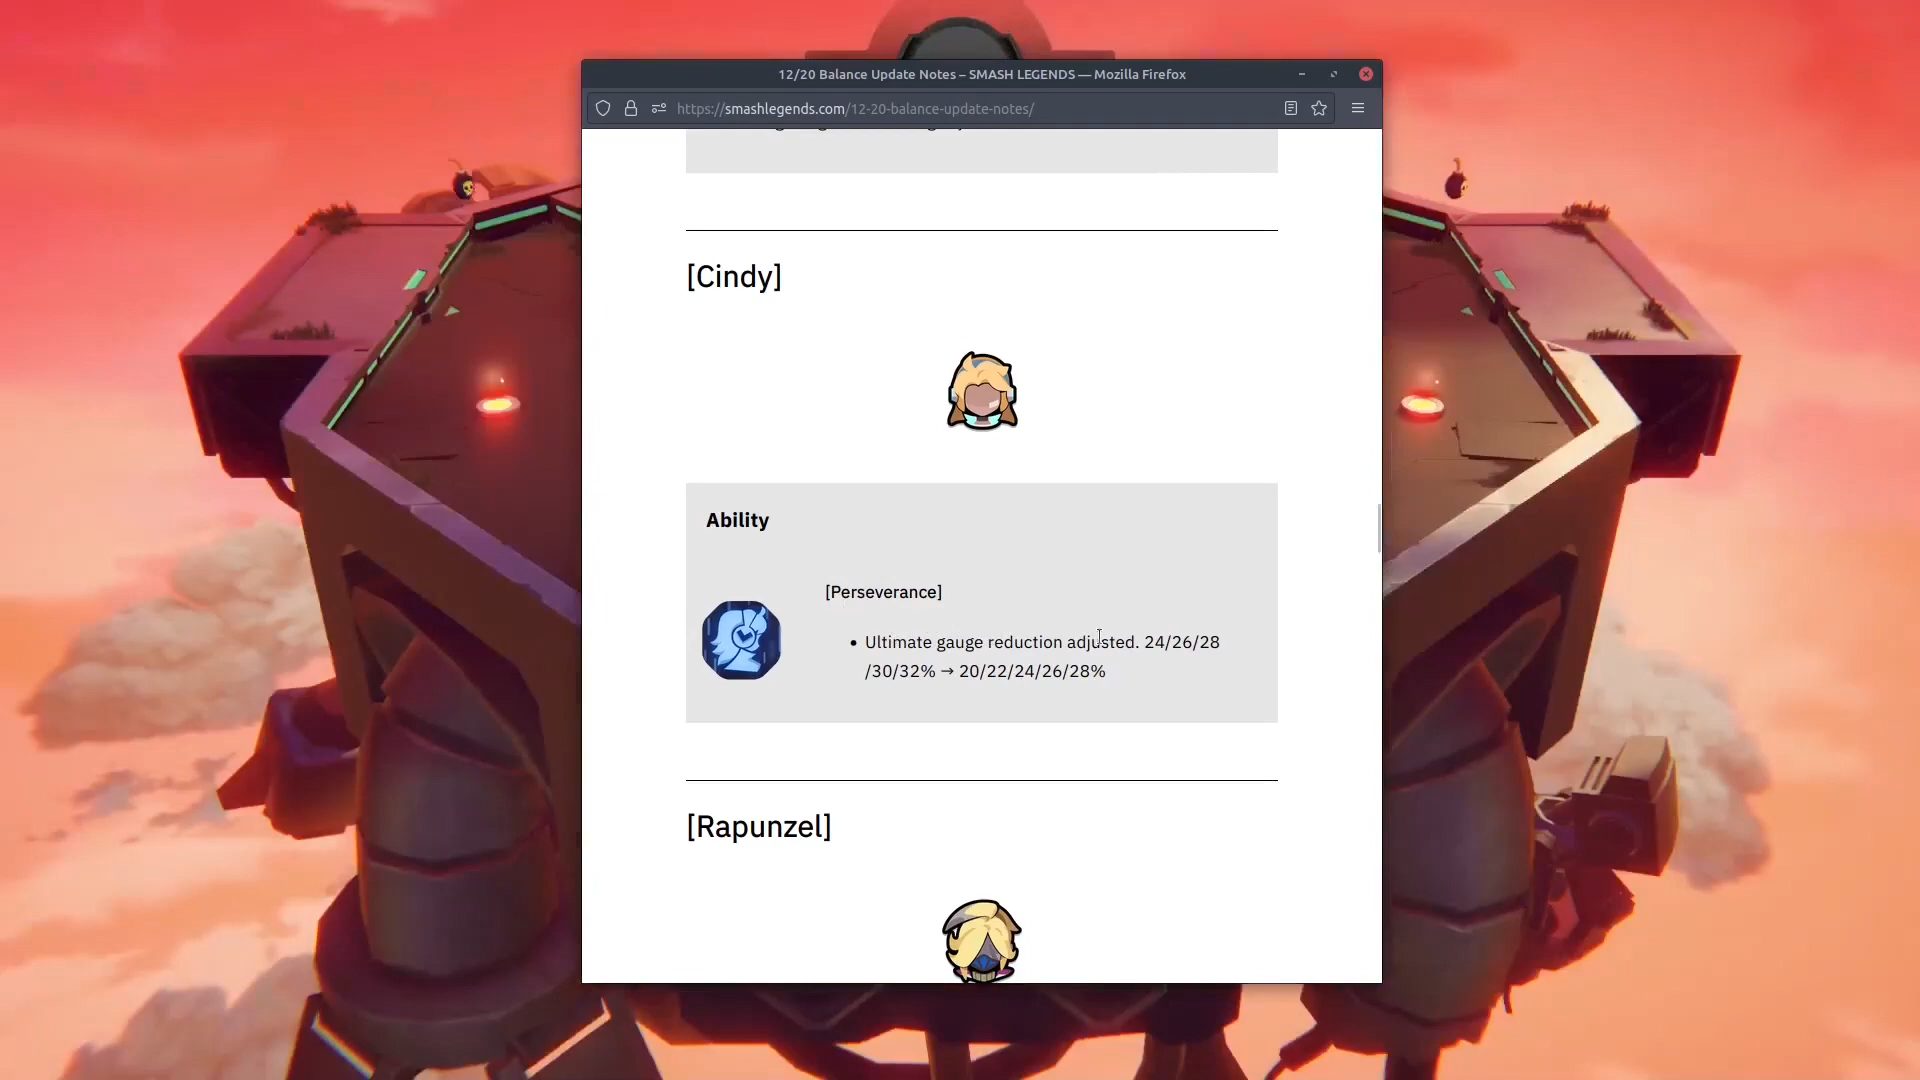 12/20 Balance Update Notes – SMASH LEGENDS — Mozilla Firefox
https://smashlegends.com/12-20-balance-update-notes/
[Cindy]
Ability
[Perseverance]
• Ultimate gauge reduction adjusted. 24/26/28
/30/32% → 20/22/24/26/28%
[Rapunzel]